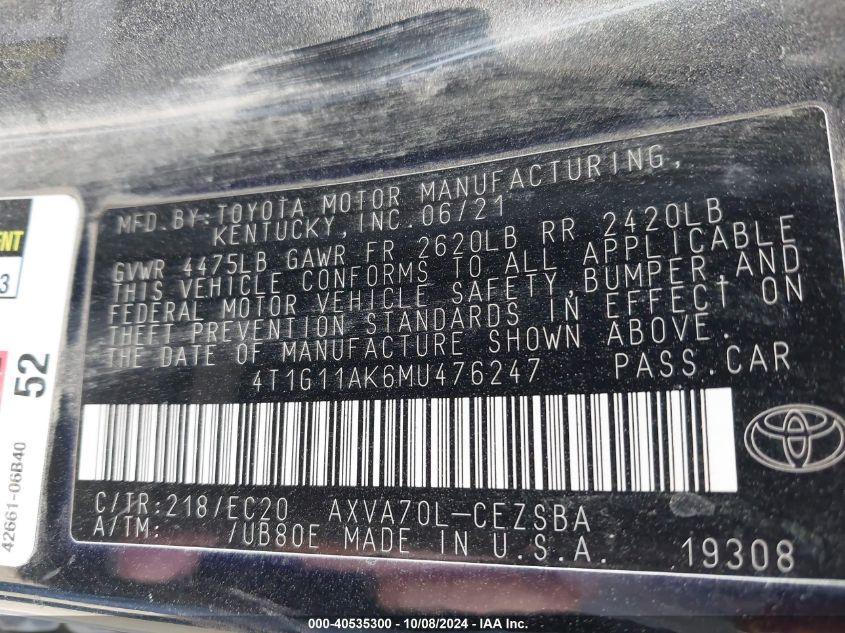 MFD.BY:TOYOTA MOTOR MANUFACTURING,
KENTUCKY,INC.06/21
GVWR 4475LB GAWR FR 2620LB RR 2420LB
THIS VEHICLE CONFORMS TO ALL APPLICABLE
FEDERAL MOTOR VEHICLE SAFETY,BUMPER,AND
THEFT PREVENTION STANDARDS IN EFFECT ON
THE DATE OF MANUFACTURE SHOWN ABOVE.
4T1G11AK6MU476247 PASS.CAR
C/TR:218/EC20 AXVA70L-CEZSBA
A/TM: /UB80E MADE IN U.S.A. 19308
3
52
42661-06B40
000-40535300 - 10/08/2024 - IAA Inc.